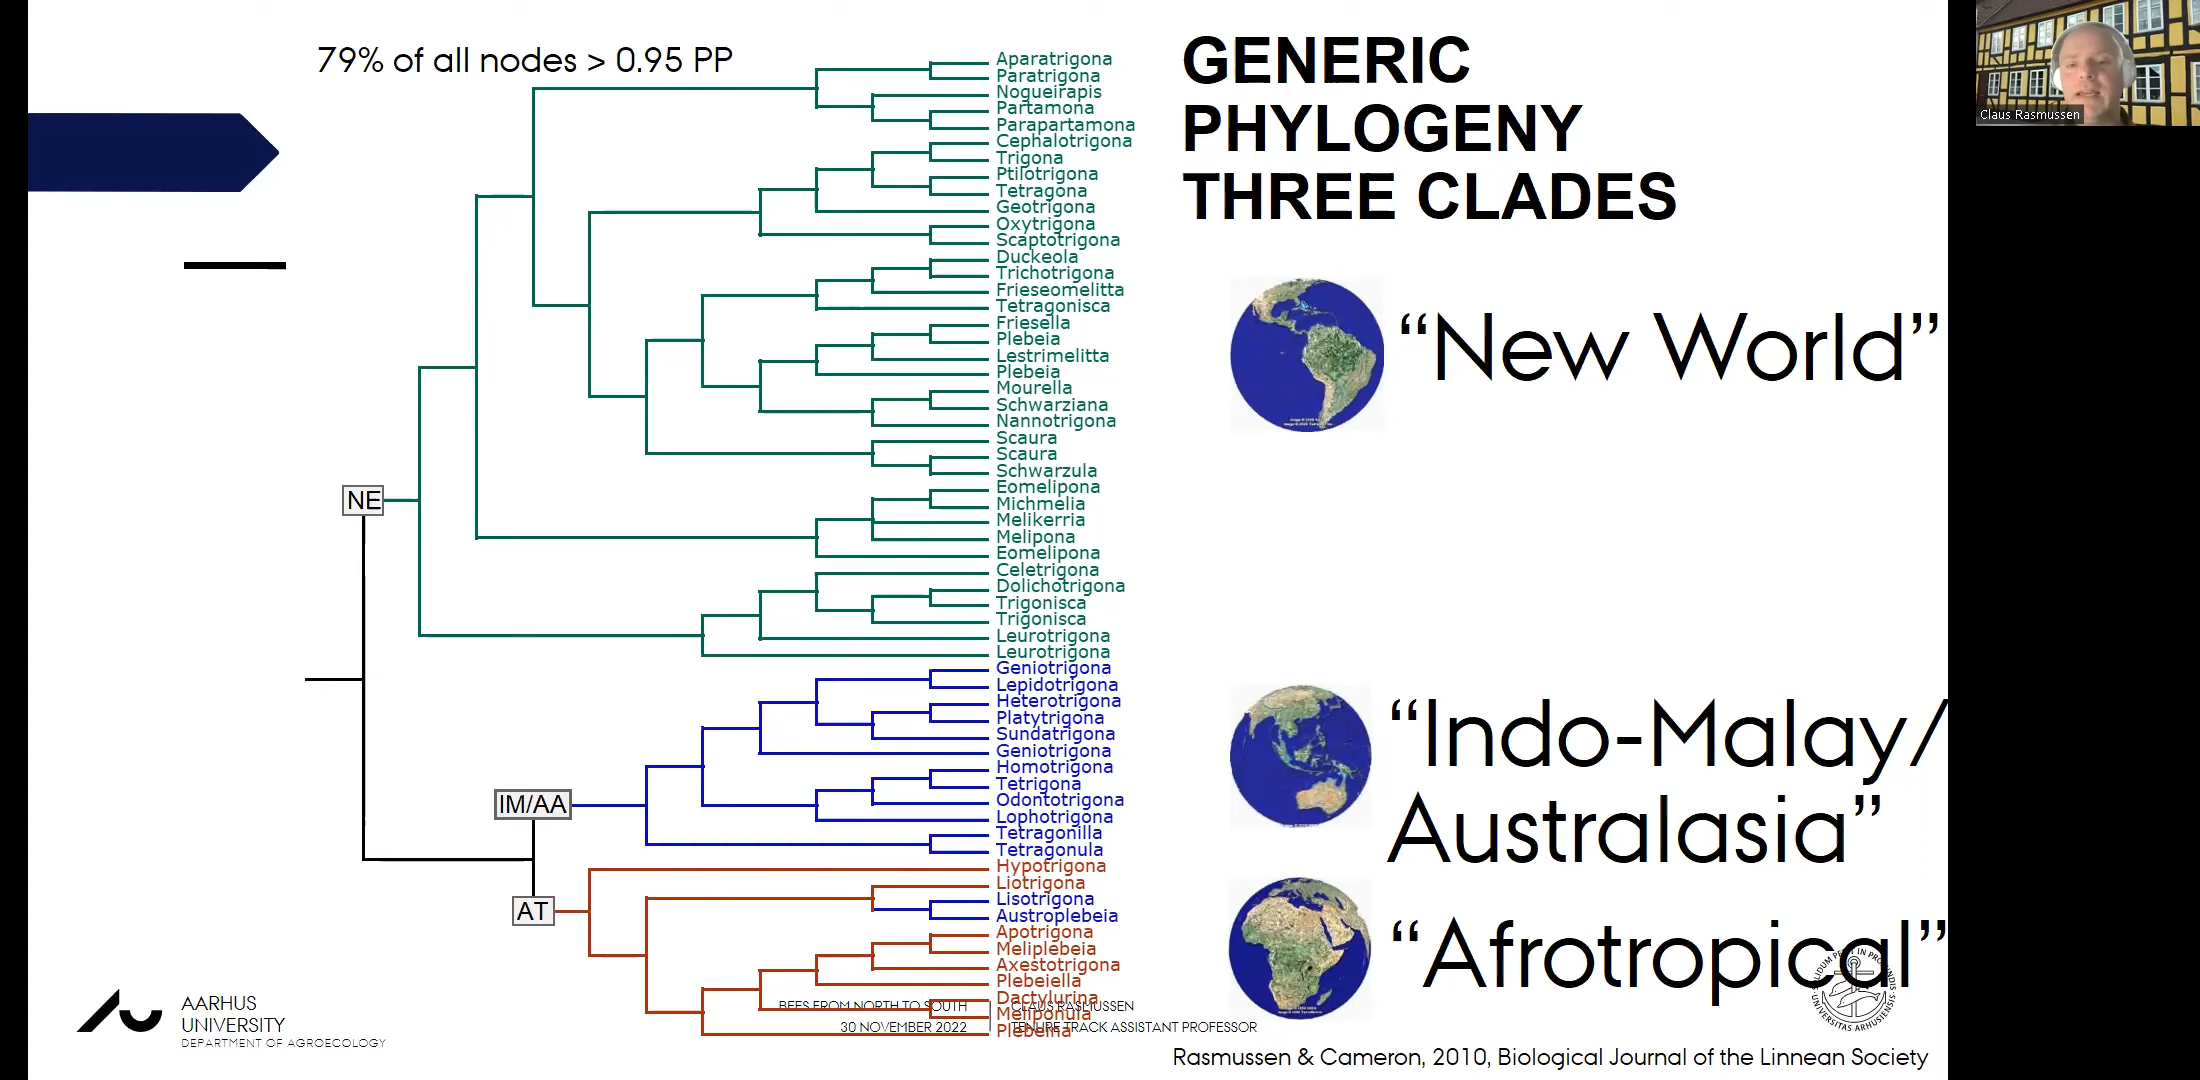 79% of all nodes > 0.95 PP
GENERIC
PHYLOGENY
THREE CLADES
Claus Rasmussen
Aparatrigona
Paratrigona
Nogueirapis
Partamona
Parapartamona
Cephalotrigona
Trigona
Ptilotrigona
Tetragona
Geotrigona
Oxytrigona
Scaptotrigona
Duckeola
Trichotrigona
Frieseomelitta
Tetragonisca
Friesella
Plebeia
Lestrimelitta
Plebeia
Mourella
Schwarziana
Nannotrigona
Scaura
Scaura
Schwarzula
Eomelipona
Michmelia
Melikerria
Melipona
Eomelipona
Celetrigona
Dolichotrigona
Trigonisca
Trigonisca
Leurotrigona
Leurotrigona
Geniotrigona
Lepidotrigona
Heterotrigona
Platytrigona
Sundatrigona
Geniotrigona
Homotrigona
Tetrigona
Odontotrigona
Lophotrigona
Tetragonilla
Tetragonula
Hypotrigona
Liotrigona
Lisotrigona
Austroplebeia
Apotrigona
Meliplebeia
Axestotrigona
Plebeiella
Dactylurina
Meliponula
Plebeina
NE
IM/AA
AT
“New World”
“Indo-Malay/
Australasia”
“Afrotropical”
AARHUS
UNIVERSITY
DEPARTMENT OF AGROECOLOGY
BEES FROM NORTH TO SOUTH
30 NOVEMBER 2022
CLAUS RASMUSSEN
TENURE TRACK ASSISTANT PROFESSOR
Rasmussen & Cameron, 2010, Biological Journal of the Linnean Society